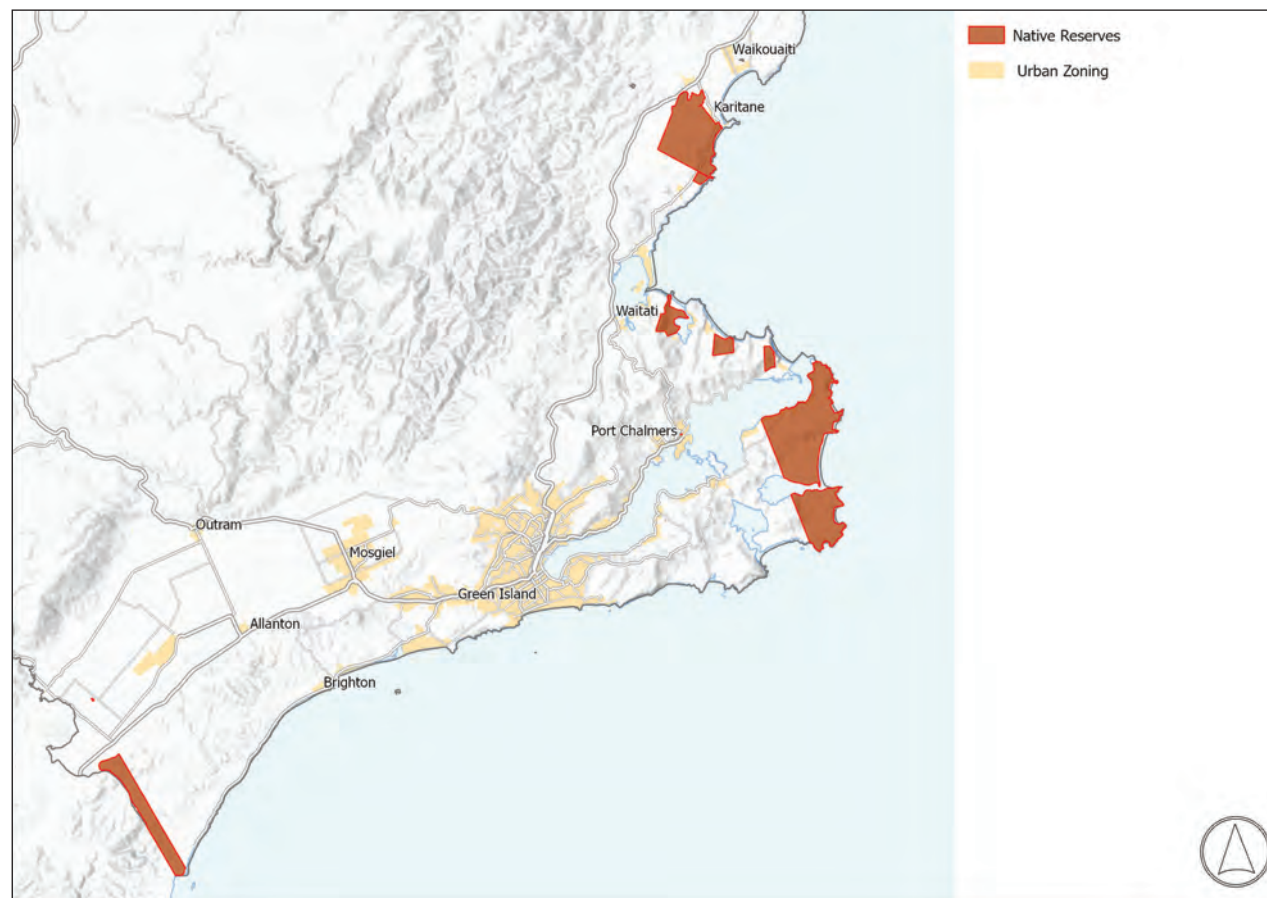 Native Reserves
Urban Zoning
Waikouaiti
Karitane
Waitati
Port Chalmers
Outram
Mosgiel
Green Island
Allanton
Brighton